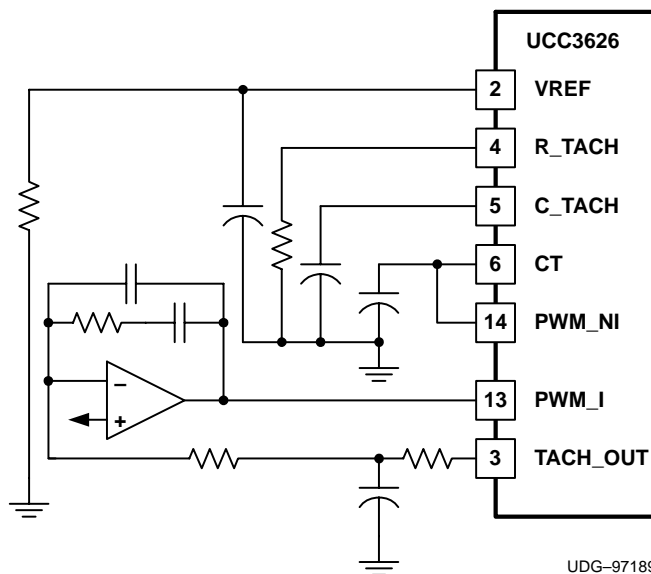 UCC3626
2 VREF
4 R_TACH
5 C_TACH
6 CT
14 PWM_NI
–
+
13 PWM_I
3 TACH_OUT
UDG–97189